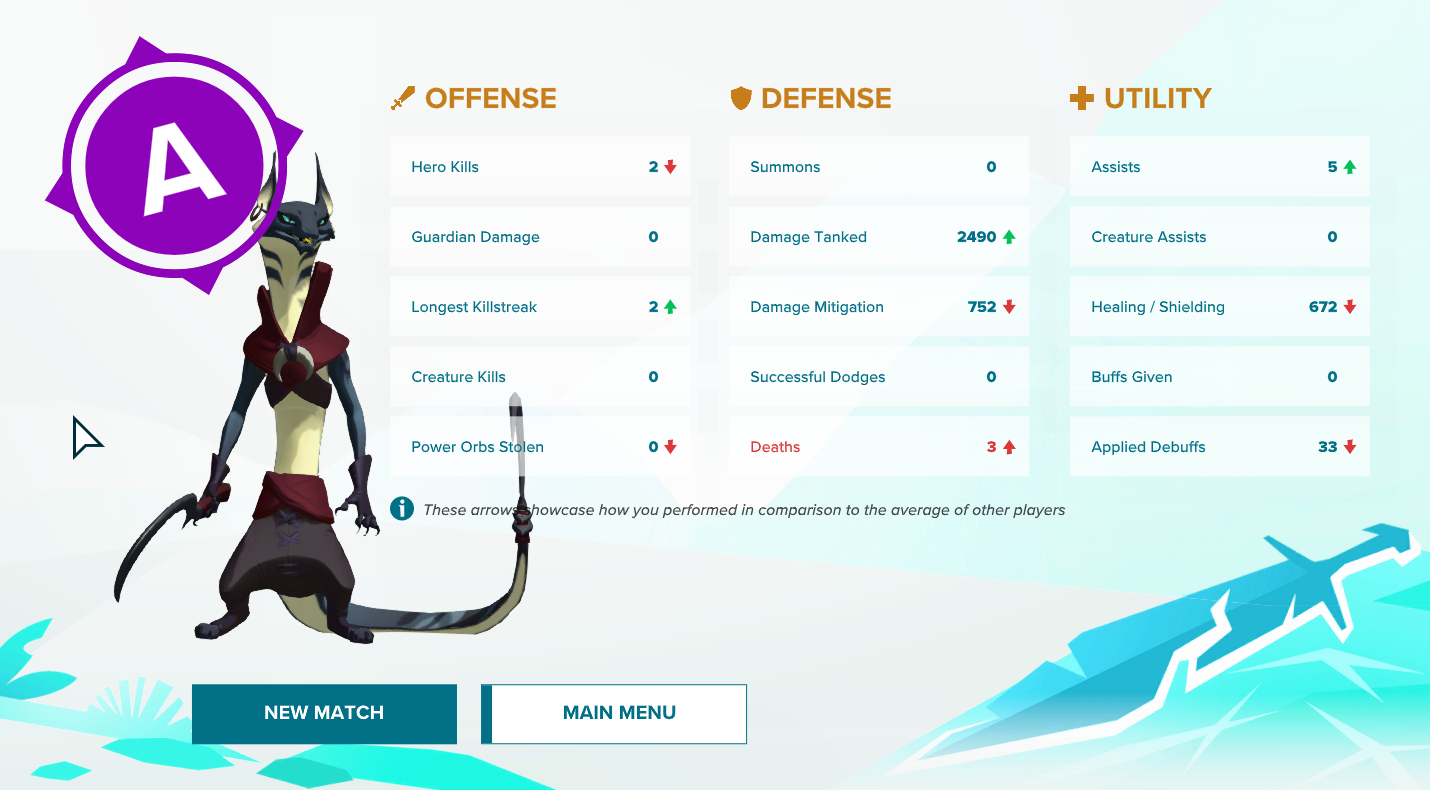 A
OFFENSE
Hero Kills 2
Guardian Damage 0
Longest Killstreak 2
Creature Kills 0
Power Orbs Stolen 0
DEFENSE
Summons 0
Damage Tanked 2490
Damage Mitigation 752
Successful Dodges 0
Deaths 3
UTILITY
Assists 5
Creature Assists 0
Healing / Shielding 672
Buffs Given 0
Applied Debuffs 33
These arrows showcase how you performed in comparison to the average of other players
NEW MATCH
MAIN MENU